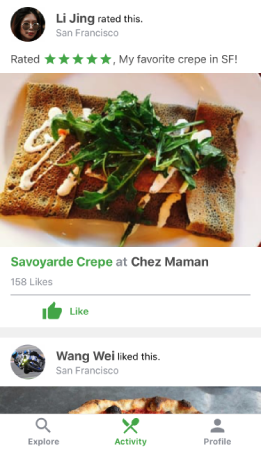 Li Jing rated this.
San Francisco
Rated ★★★★★, My favorite crepe in SF!
Savoyarde Crepe at Chez Maman
158 Likes
Like
Wang Wei liked this.
San Francisco
Explore Activity Profile